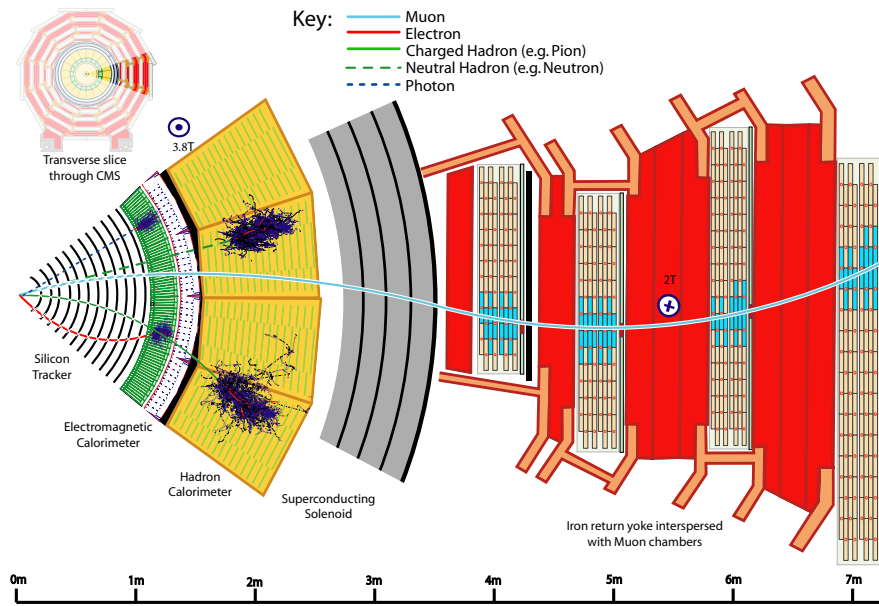 Key:
Muon
Electron
Charged Hadron (e.g. Pion)
Neutral Hadron (e.g. Neutron)
Photon
Transverse slice
through CMS
3.8T
2T
Silicon
Tracker
Electromagnetic
Calorimeter
Hadron
Calorimeter
Superconducting
Solenoid
Iron return yoke interspersed
with Muon chambers
0m 1m 2m 3m 4m 5m 6m 7m